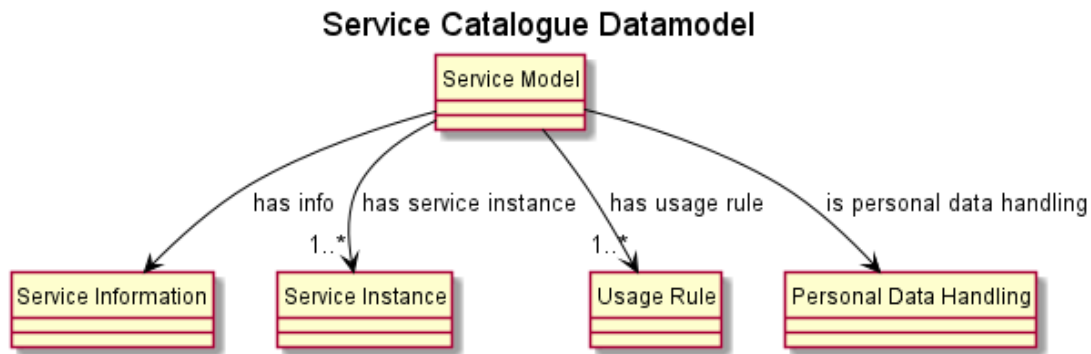 Service Catalogue Datamodel
Service Model
has info
has service instance
has usage rule
is personal data handling
1..*
1..*
Service Information
Service Instance
Usage Rule
Personal Data Handling